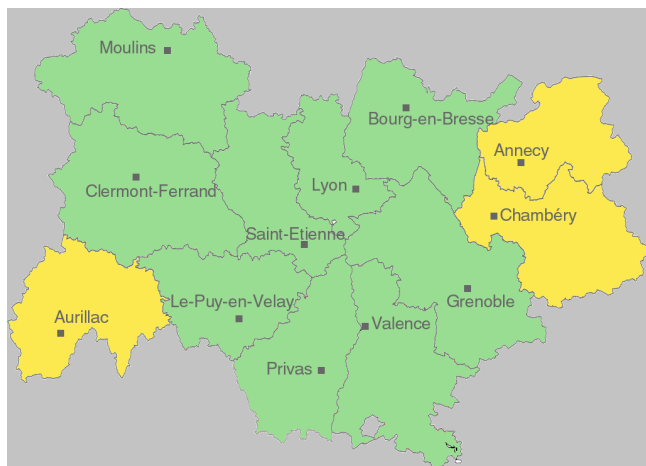 Moulins
Bourg-en-Bresse
Annecy
Clermont-Ferrand
Lyon
Chambéry
Saint-Etienne
Le-Puy-en-Velay
Grenoble
Aurillac
Valence
Privas